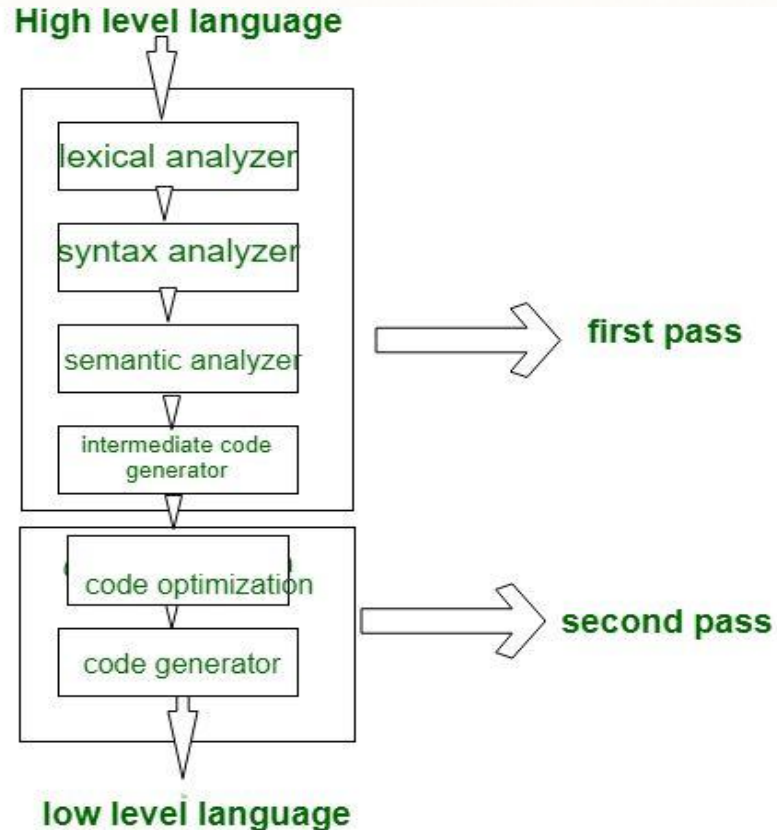 High level language
lexical analyzer
syntax analyzer
semantic analyzer
first pass
intermediate code
generator
code optimization
second pass
code generator
low level language